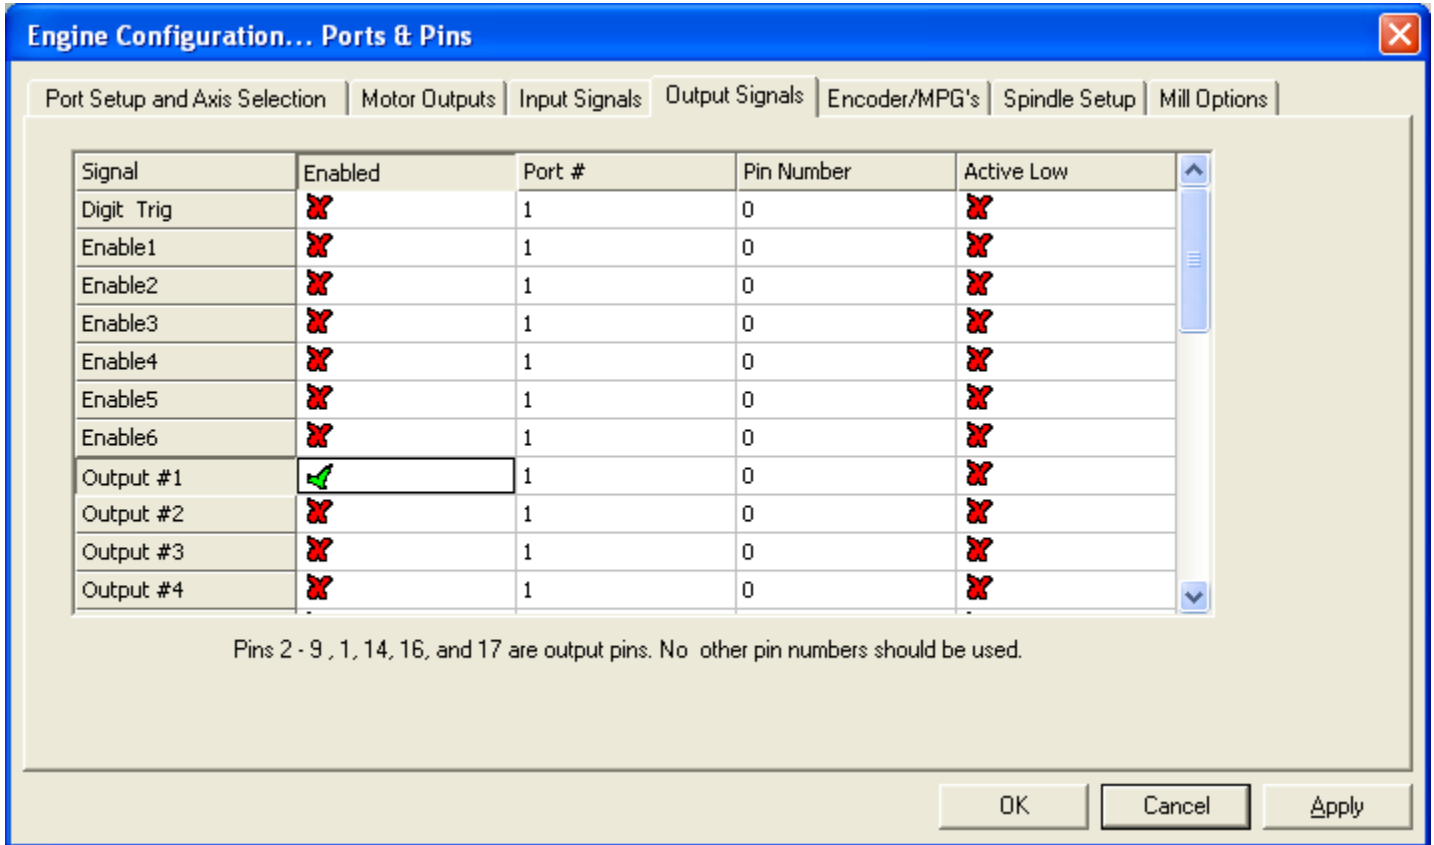 Engine Configuration... Ports & Pins
Port Setup and Axis Selection Motor Outputs Input Signals Output Signals Encoder/MPG's Spindle Setup Mill Options
Signal Enabled Port # Pin Number Active Low
Digit Trig 1 0
Enable1 1 0
Enable2 1 0
Enable3 1 0
Enable4 1 0
Enable5 1 0
Enable6 1 0
Output #1 1 0
Output #2 1 0
Output #3 1 0
Output #4 1 0
Pins 2 - 9 , 1, 14, 16, and 17 are output pins. No other pin numbers should be used.
OK Cancel Apply